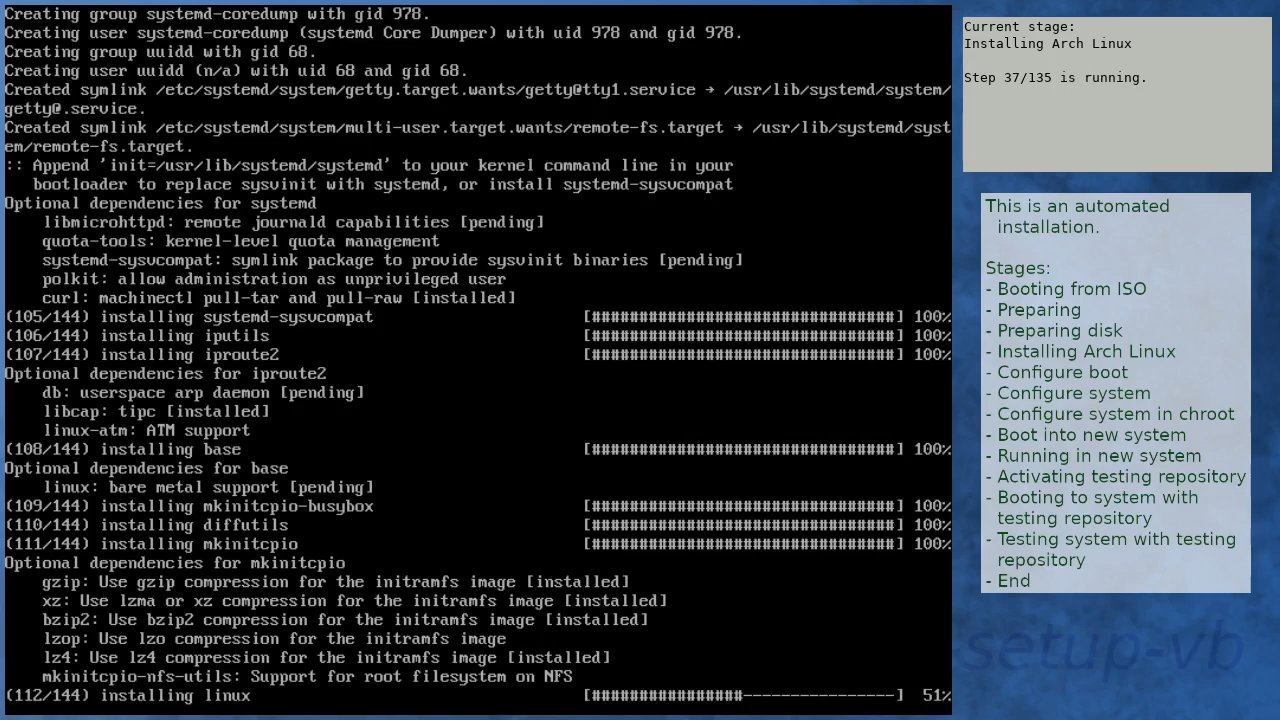 Creating group systemd-coredump with gid 978.
Creating user systemd-coredump (systemd Core Dumper) with uid 978 and gid 978.
Creating group uuidd with gid 68.
Creating user uuidd (n/a) with uid 68 and gid 68.
Created symlink /etc/systemd/system/getty.target.wants/getty@tty1.service → /usr/lib/systemd/system/
getty@.service.
Created symlink /etc/systemd/system/multi-user.target.wants/remote-fs.target → /usr/lib/systemd/syst
em/remote-fs.target.
:: Append 'init=/usr/lib/systemd/systemd' to your kernel command line in your
   bootloader to replace sysvinit with systemd, or install systemd-sysvcompat
Optional dependencies for systemd
    libmicrohttpd: remote journald capabilities [pending]
    quota-tools: kernel-level quota management
    systemd-sysvcompat: symlink package to provide sysvinit binaries [pending]
    polkit: allow administration as unprivileged user
    curl: machinectl pull-tar and pull-raw [installed]
(105/144) installing systemd-sysvcompat [################################] 100%
(106/144) installing iputils [################################] 100%
(107/144) installing iproute2 [################################] 100%
Optional dependencies for iproute2
    db: userspace arp daemon [pending]
    libcap: tipc [installed]
    linux-atm: ATM support
(108/144) installing base [################################] 100%
Optional dependencies for base
    linux: bare metal support [pending]
(109/144) installing mkinitcpio-busybox [################################] 100%
(110/144) installing diffutils [################################] 100%
(111/144) installing mkinitcpio [################################] 100%
Optional dependencies for mkinitcpio
    gzip: Use gzip compression for the initramfs image [installed]
    xz: Use lzma or xz compression for the initramfs image [installed]
    bzip2: Use bzip2 compression for the initramfs image [installed]
    lzop: Use lzo compression for the initramfs image
    lz4: Use lz4 compression for the initramfs image [installed]
    mkinitcpio-nfs-utils: Support for root filesystem on NFS
(112/144) installing linux [################----------------] 51%
Current stage:
Installing Arch Linux
Step 37/135 is running.
This is an automated
installation.
Stages:
- Booting from ISO
- Preparing
- Preparing disk
- Installing Arch Linux
- Configure boot
- Configure system
- Configure system in chroot
- Boot into new system
- Running in new system
- Activating testing repository
- Booting to system with
testing repository
- Testing system with testing
repository
- End
setup-vb